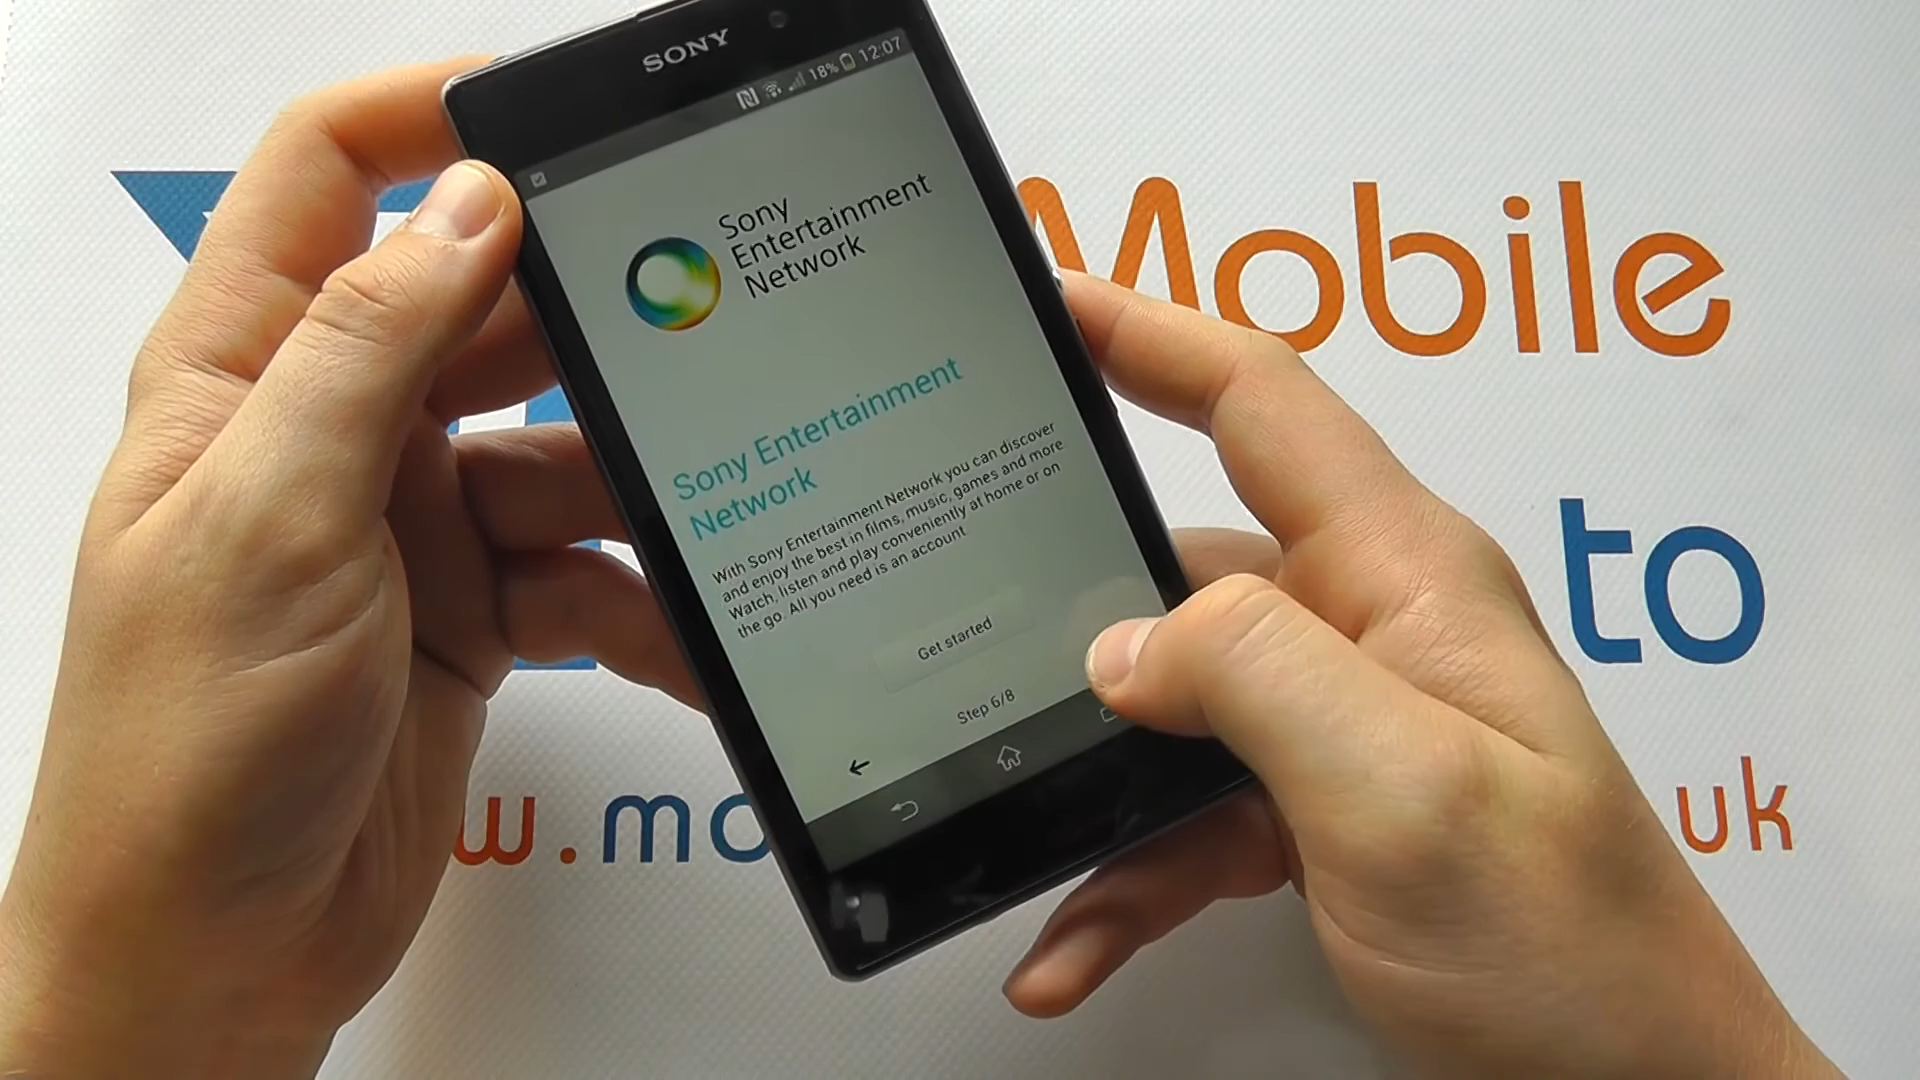 SONY
18% 12:07
Sony
Entertainment
Network
Sony Entertainment
Network
With Sony Entertainment Network you can discover
and enjoy the best in films, music, games and more
Watch, listen and play conveniently at home or on
the go. All you need is an account
Get started
Step 6/8
Mobile
to
w.mo
uk